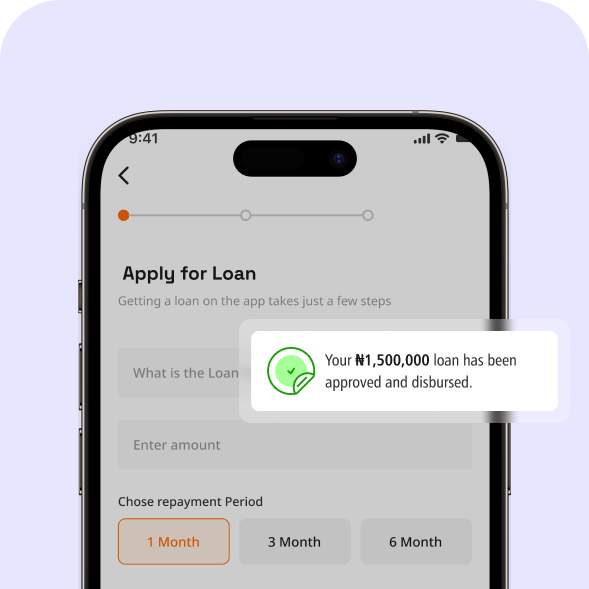 9:41
Apply for Loan
Getting a loan on the app takes just a few steps
What is the Loan
Your ₦1,500,000 loan has been
approved and disbursed.
Enter amount
Chose repayment Period
1 Month
3 Month
6 Month